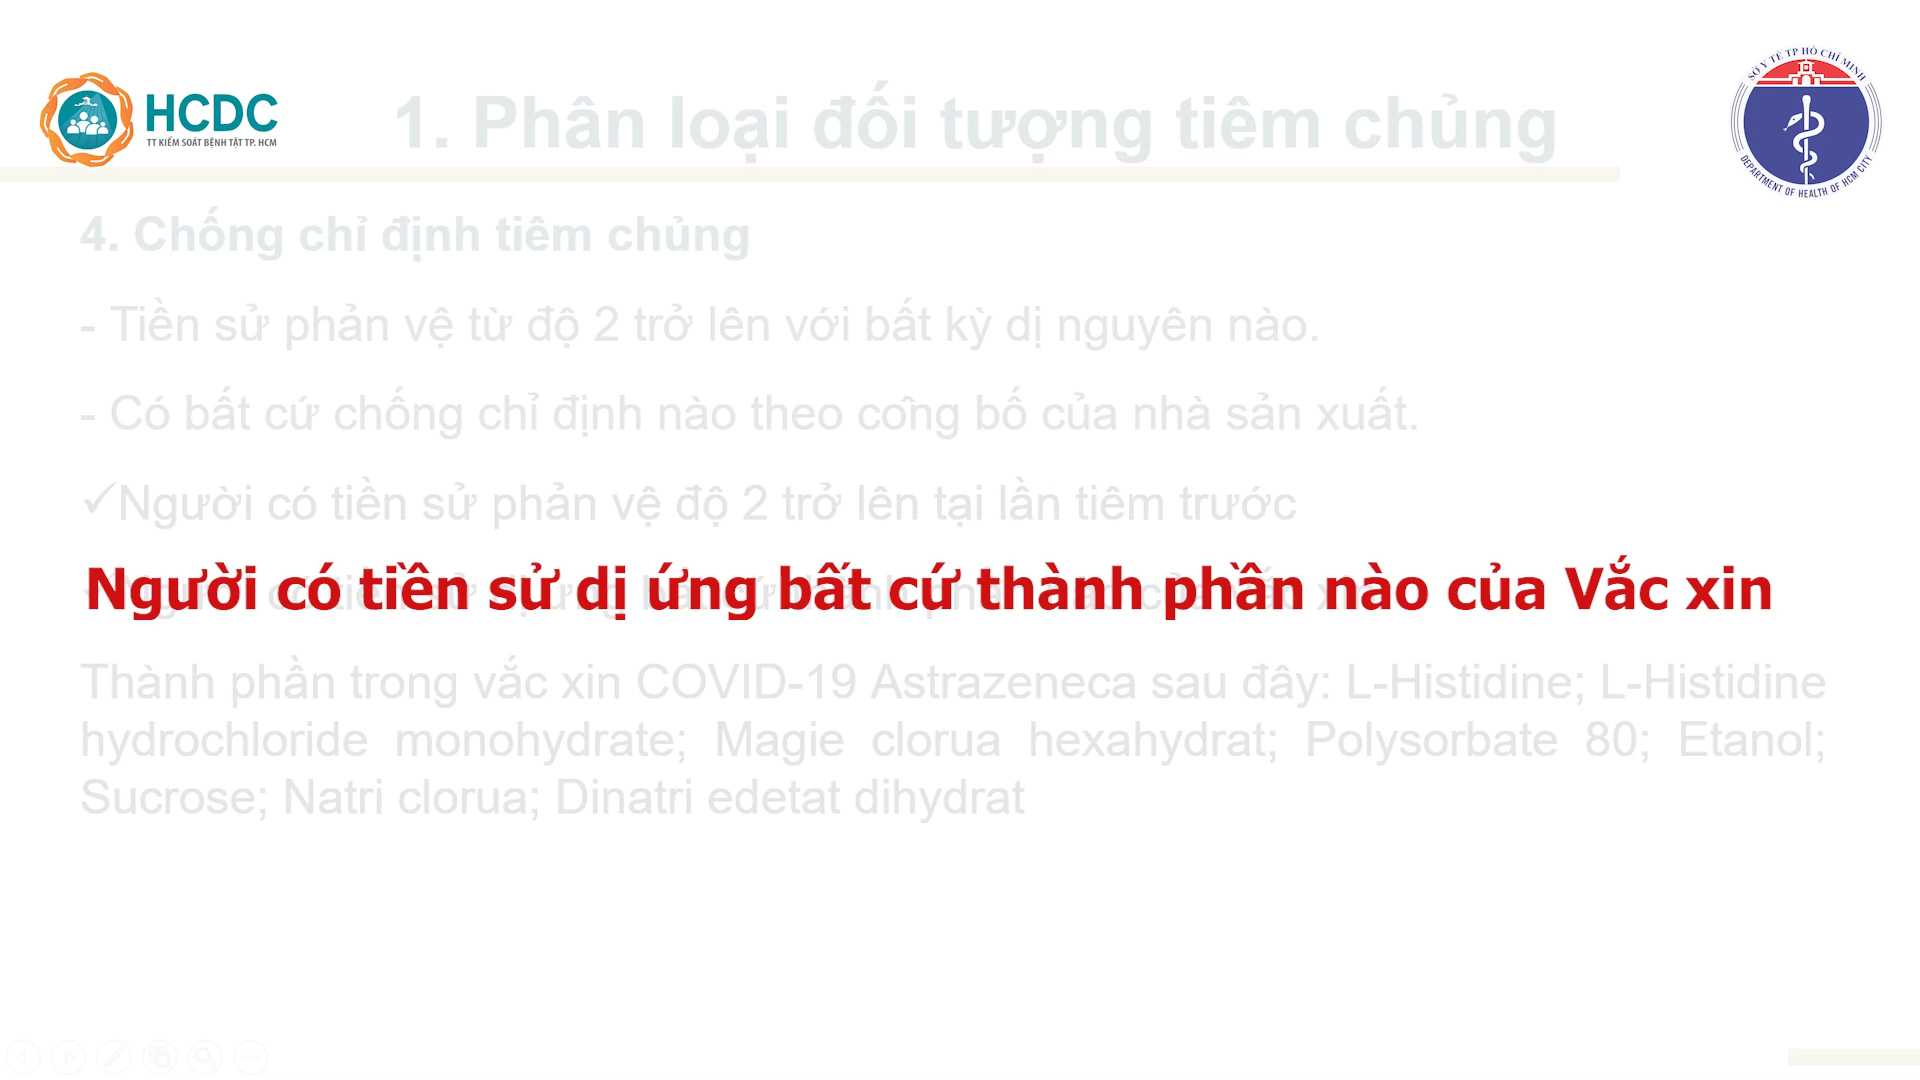 HCDC
TT KIỂM SOÁT BỆNH TẬT TP. HCM
1. Phân loại đối tượng tiêm chủng
SỞ Y TẾ TP HỒ CHÍ MINH
DEPARTMENT OF HEALTH OF HCM CITY
4. Chống chỉ định tiêm chủng
- Tiền sử phản vệ từ độ 2 trở lên với bất kỳ dị nguyên nào.
- Có bất cứ chống chỉ định nào theo công bố của nhà sản xuất.
✓Người có tiền sử phản vệ độ 2 trở lên tại lần tiêm trước
Người có tiền sử dị ứng bất cứ thành phần nào của Vắc xin
Thành phần trong vắc xin COVID-19 Astrazeneca sau đây: L-Histidine; L-Histidine
hydrochloride monohydrate; Magie clorua hexahydrat; Polysorbate 80; Etanol;
Sucrose; Natri clorua; Dinatri edetat dihydrat